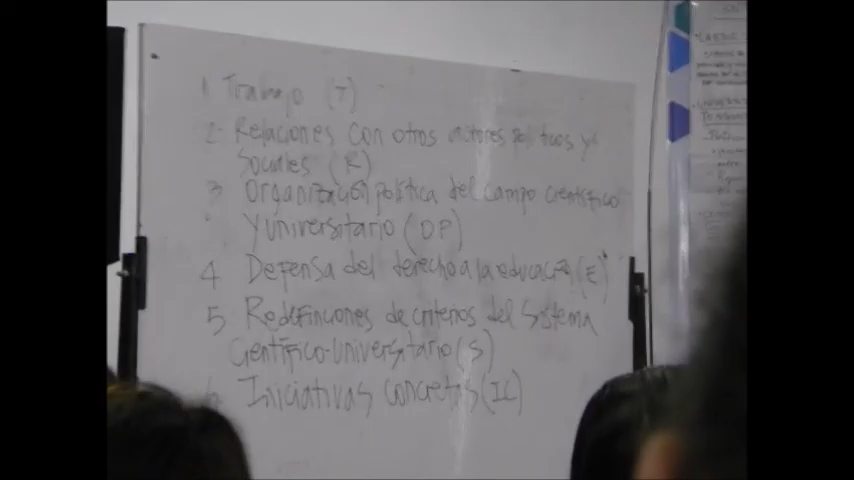 1 Trabajo (T)
2- Relaciones con otros actores políticos y
Sociales (R)
3 Organización política del campo científico
y universitario (OP)
4 Defensa del derecho a la educación (E)
5 Redefiniciones de criterios del Sistema
Científico-Universitario (S)
6 Iniciativas concretas (IC)